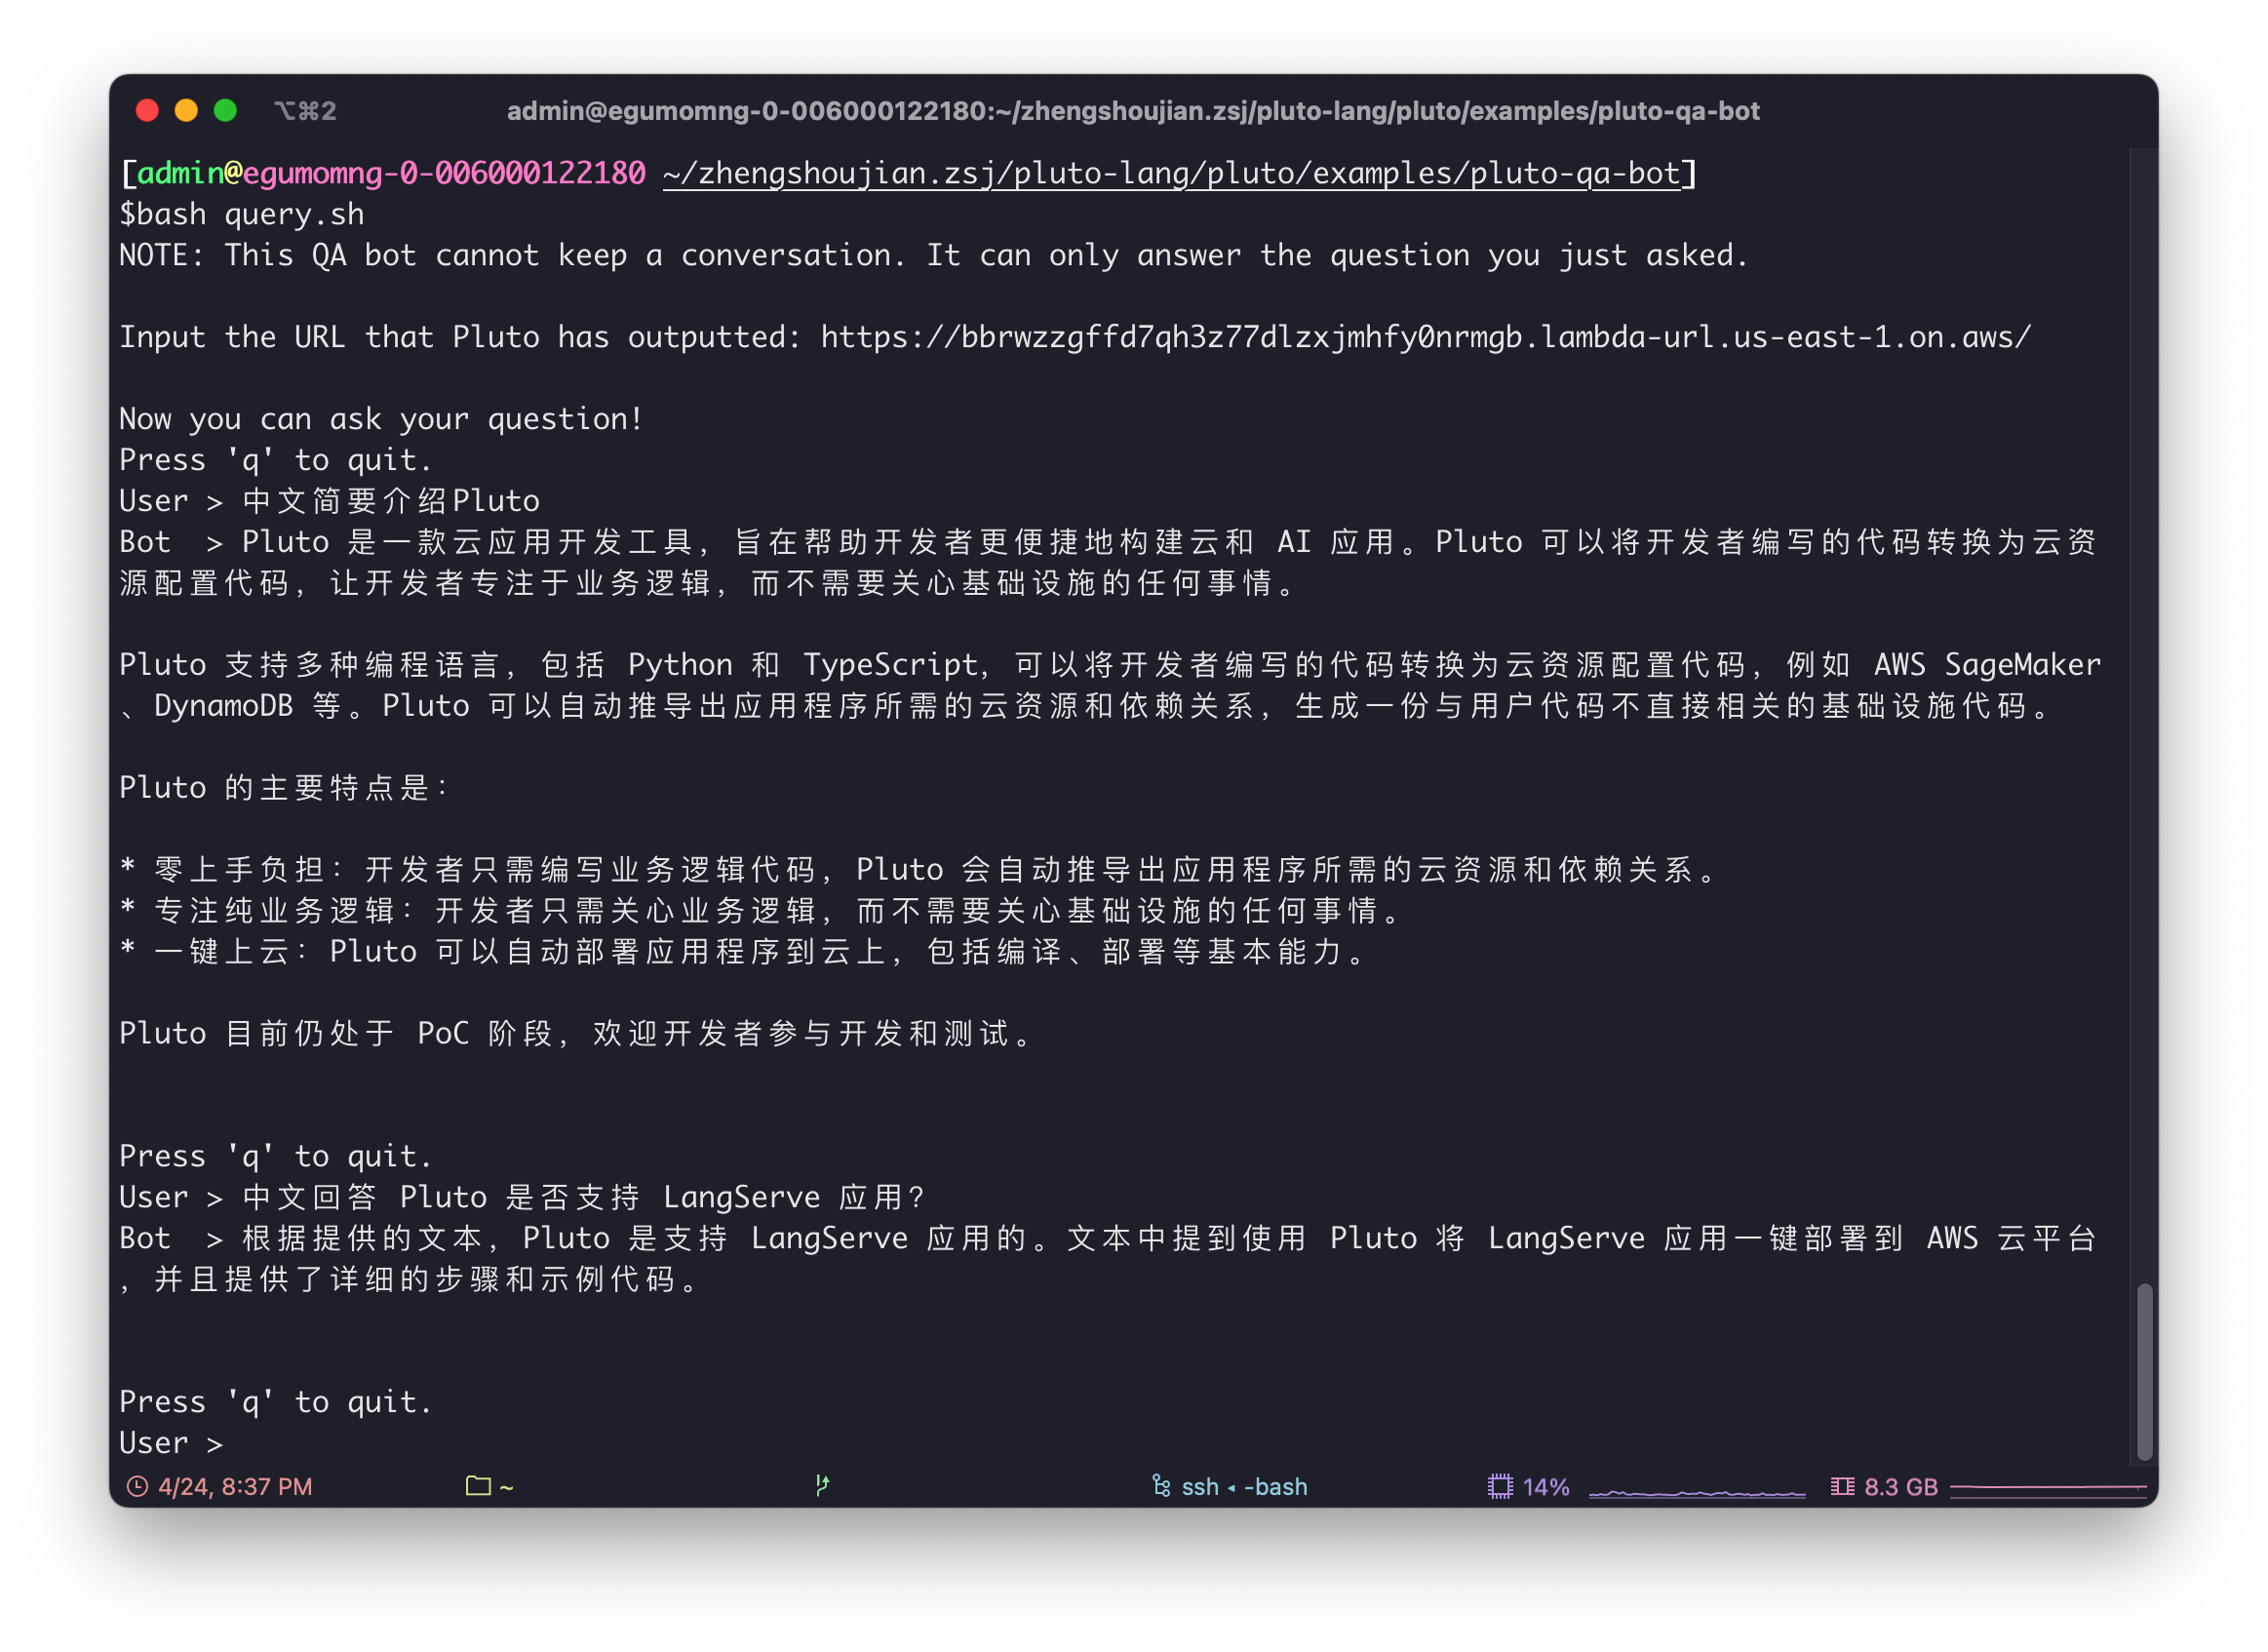 ⌥⌘2
admin@egumomng-0-006000122180:~/zhengshoujian.zsj/pluto-lang/pluto/examples/pluto-qa-bot
[admin@egumomng-0-006000122180 ~/zhengshoujian.zsj/pluto-lang/pluto/examples/pluto-qa-bot]
$bash query.sh
NOTE: This QA bot cannot keep a conversation. It can only answer the question you just asked.
Input the URL that Pluto has outputted: https://bbrwzzgffd7qh3z77dlzxjmhfy0nrmgb.lambda-url.us-east-1.on.aws/
Now you can ask your question!
Press 'q' to quit.
User > 中文简要介绍Pluto
Bot  > Pluto 是一款云应用开发工具，旨在帮助开发者更便捷地构建云和 AI 应用。Pluto 可以将开发者编写的代码转换为云资
源配置代码，让开发者专注于业务逻辑，而不需要关心基础设施的任何事情。
Pluto 支持多种编程语言，包括 Python 和 TypeScript，可以将开发者编写的代码转换为云资源配置代码，例如 AWS SageMaker
、DynamoDB 等。Pluto 可以自动推导出应用程序所需的云资源和依赖关系，生成一份与用户代码不直接相关的基础设施代码。
Pluto 的主要特点是：
* 零上手负担：开发者只需编写业务逻辑代码，Pluto 会自动推导出应用程序所需的云资源和依赖关系。
* 专注纯业务逻辑：开发者只需关心业务逻辑，而不需要关心基础设施的任何事情。
* 一键上云：Pluto 可以自动部署应用程序到云上，包括编译、部署等基本能力。
Pluto 目前仍处于 PoC 阶段，欢迎开发者参与开发和测试。
Press 'q' to quit.
User > 中文回答 Pluto 是否支持 LangServe 应用？
Bot  > 根据提供的文本，Pluto 是支持 LangServe 应用的。文本中提到使用 Pluto 将 LangServe 应用一键部署到 AWS 云平台
，并且提供了详细的步骤和示例代码。
Press 'q' to quit.
User >
4/24, 8:37 PM ~ ssh ◂ -bash 14% 8.3 GB